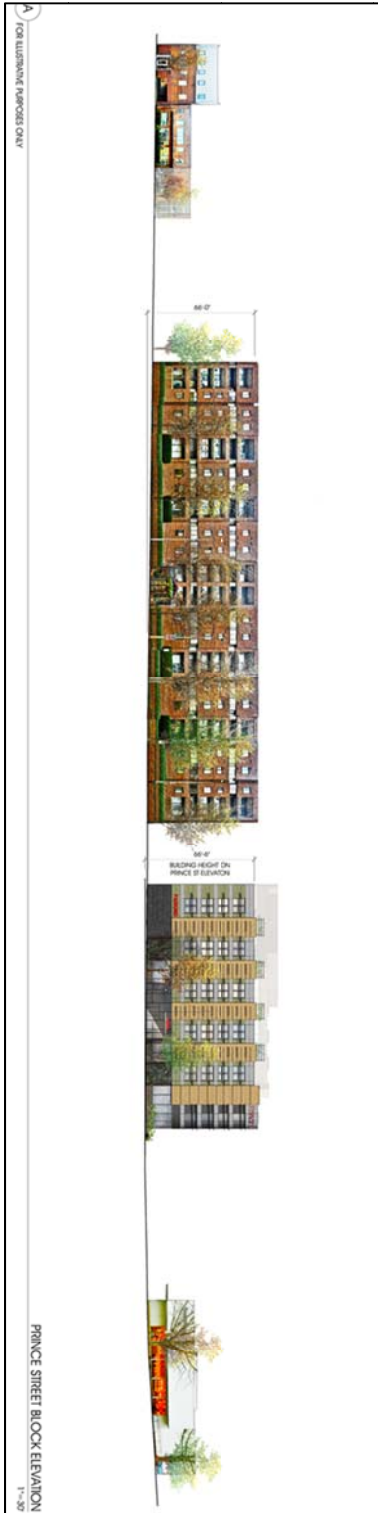 A
FOR ILLUSTRATIVE PURPOSES ONLY
66'-0"
66'-6"
BUILDING HEIGHT ON
PRINCE ST ELEVATON
PRINCE STREET BLOCK ELEVATION
1"=30'